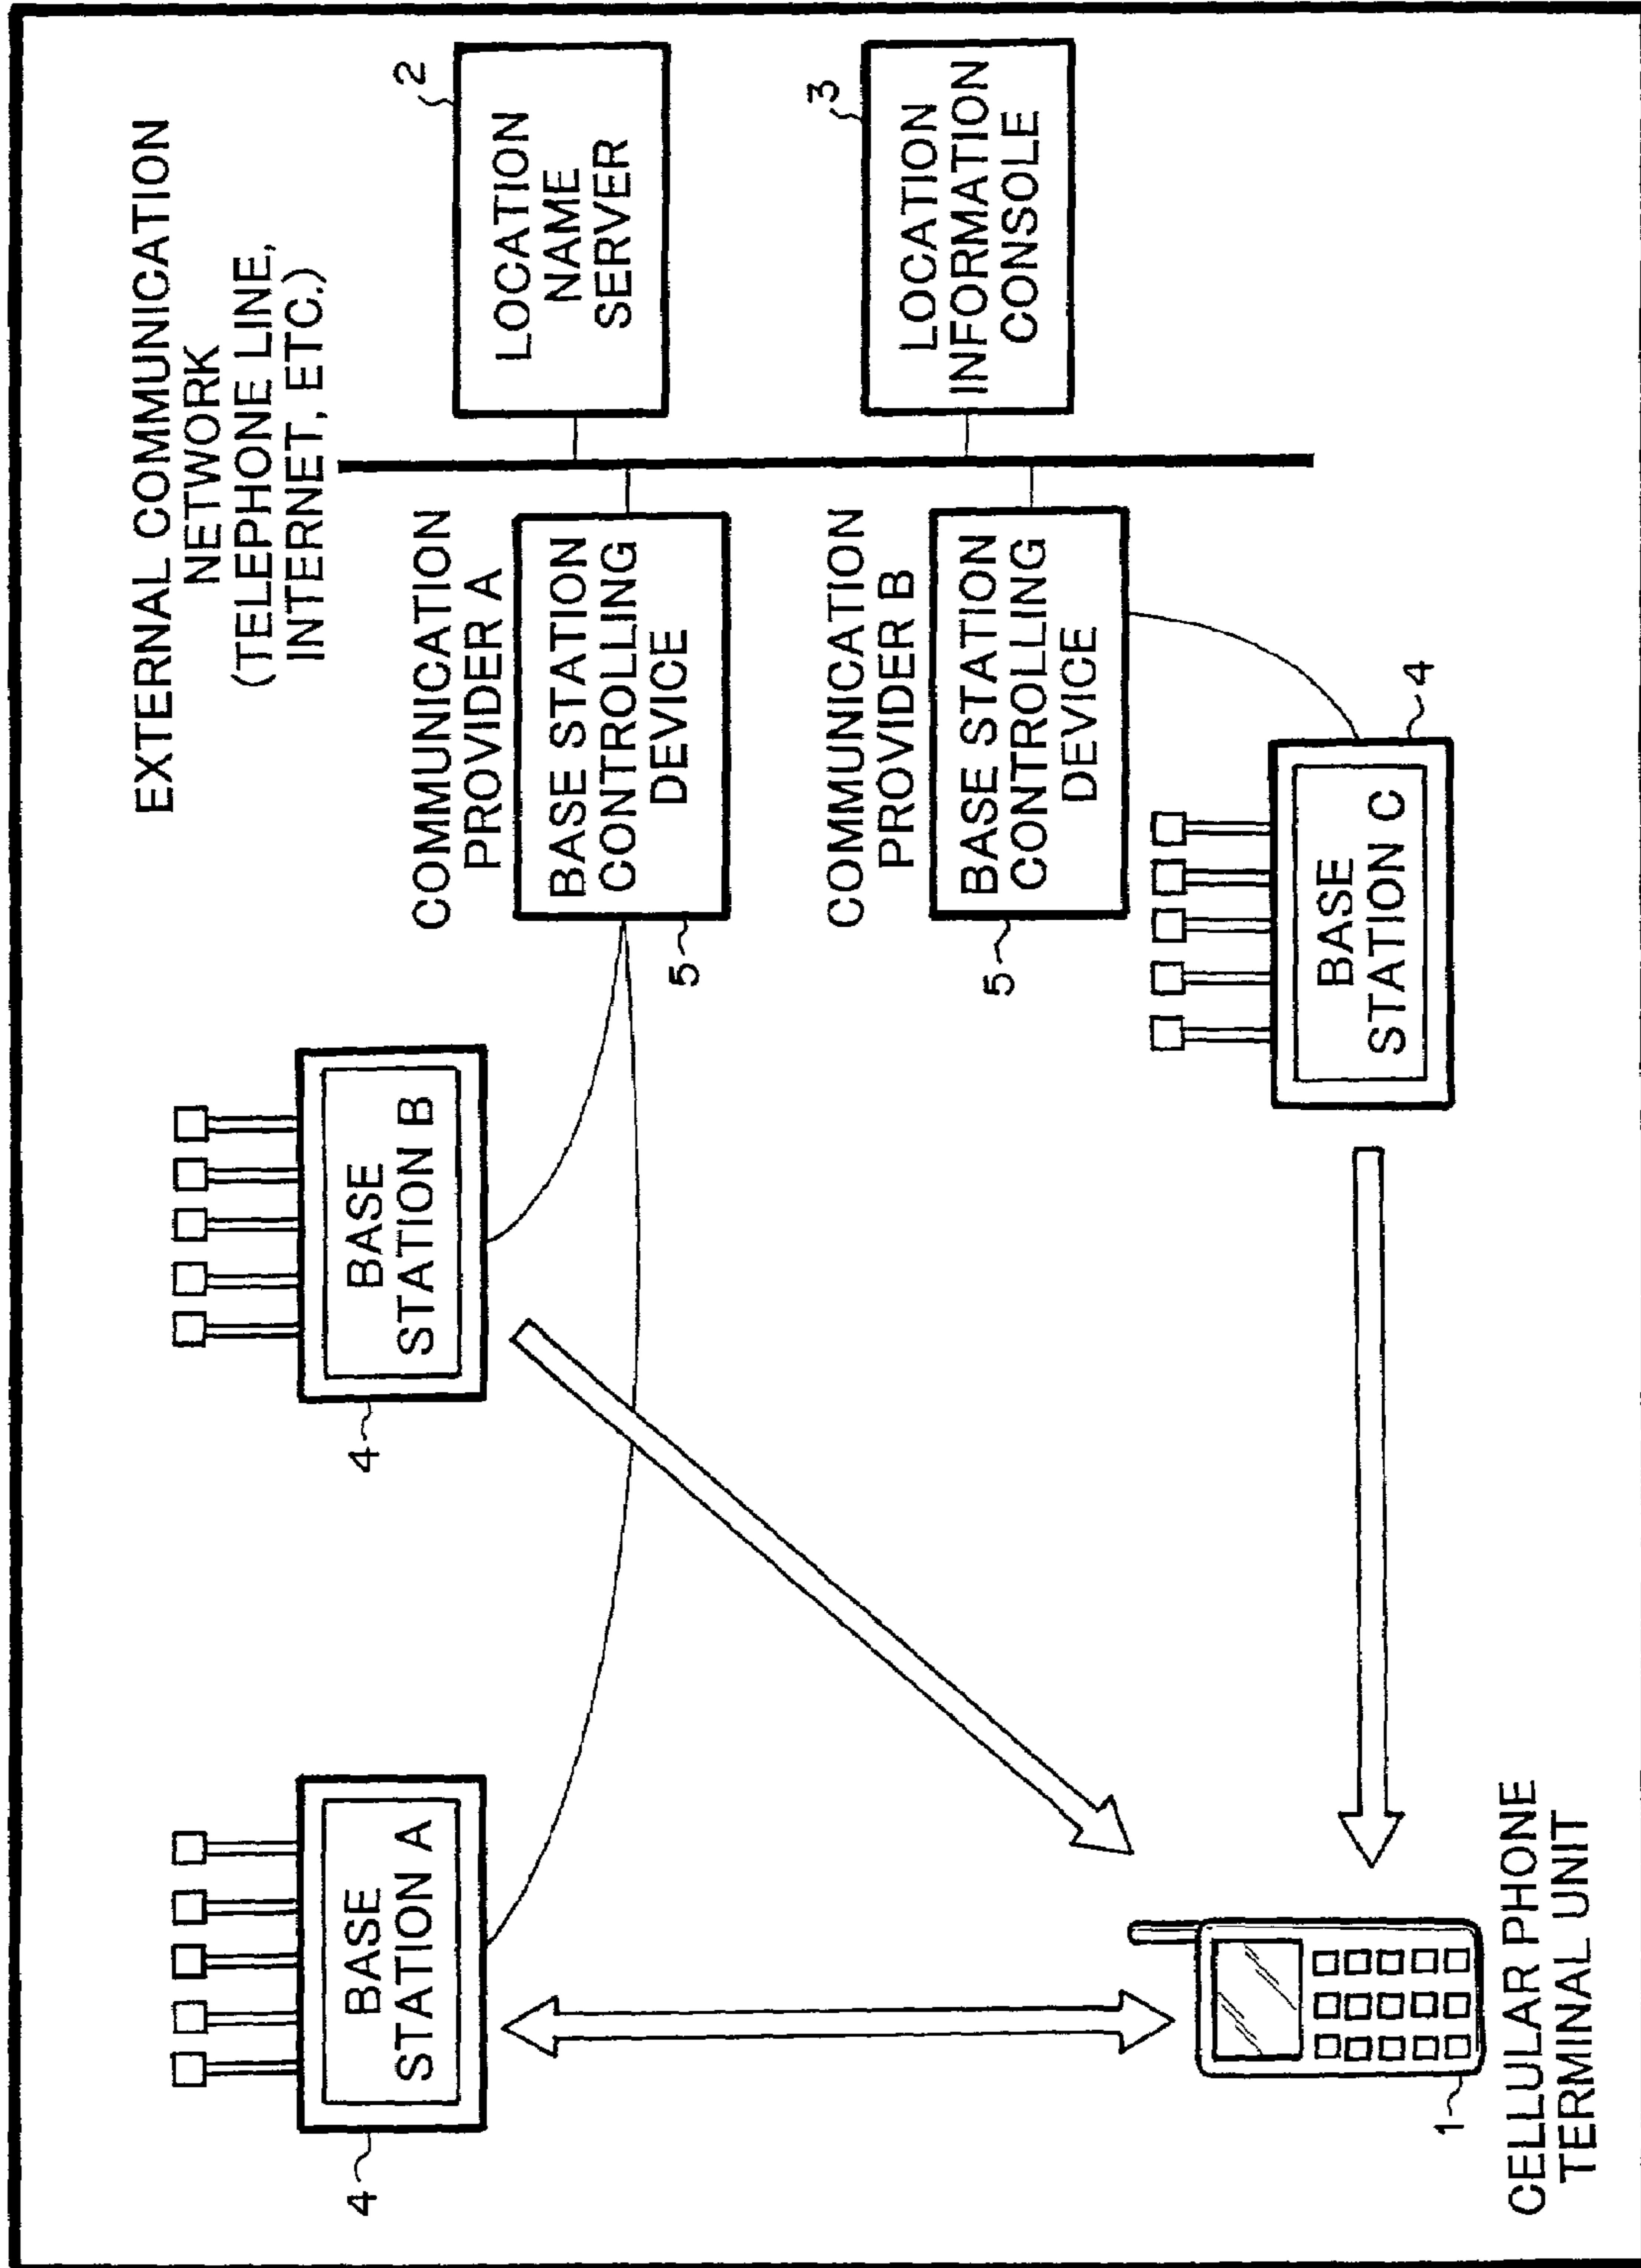 EXTERNAL COMMUNICATION
NETWORK
(TELEPHONE LINE,
INTERNET, ETC.)
4
BASE
STATION A
4
BASE
STATION B
COMMUNICATION
PROVIDER A
BASE STATION
CONTROLLING
DEVICE
5
2
LOCATION
NAME
SERVER
COMMUNICATION
PROVIDER B
BASE STATION
CONTROLLING
DEVICE
5
3
LOCATION
INFORMATION
CONSOLE
4
BASE
STATION C
1
CELLULAR PHONE
TERMINAL UNIT